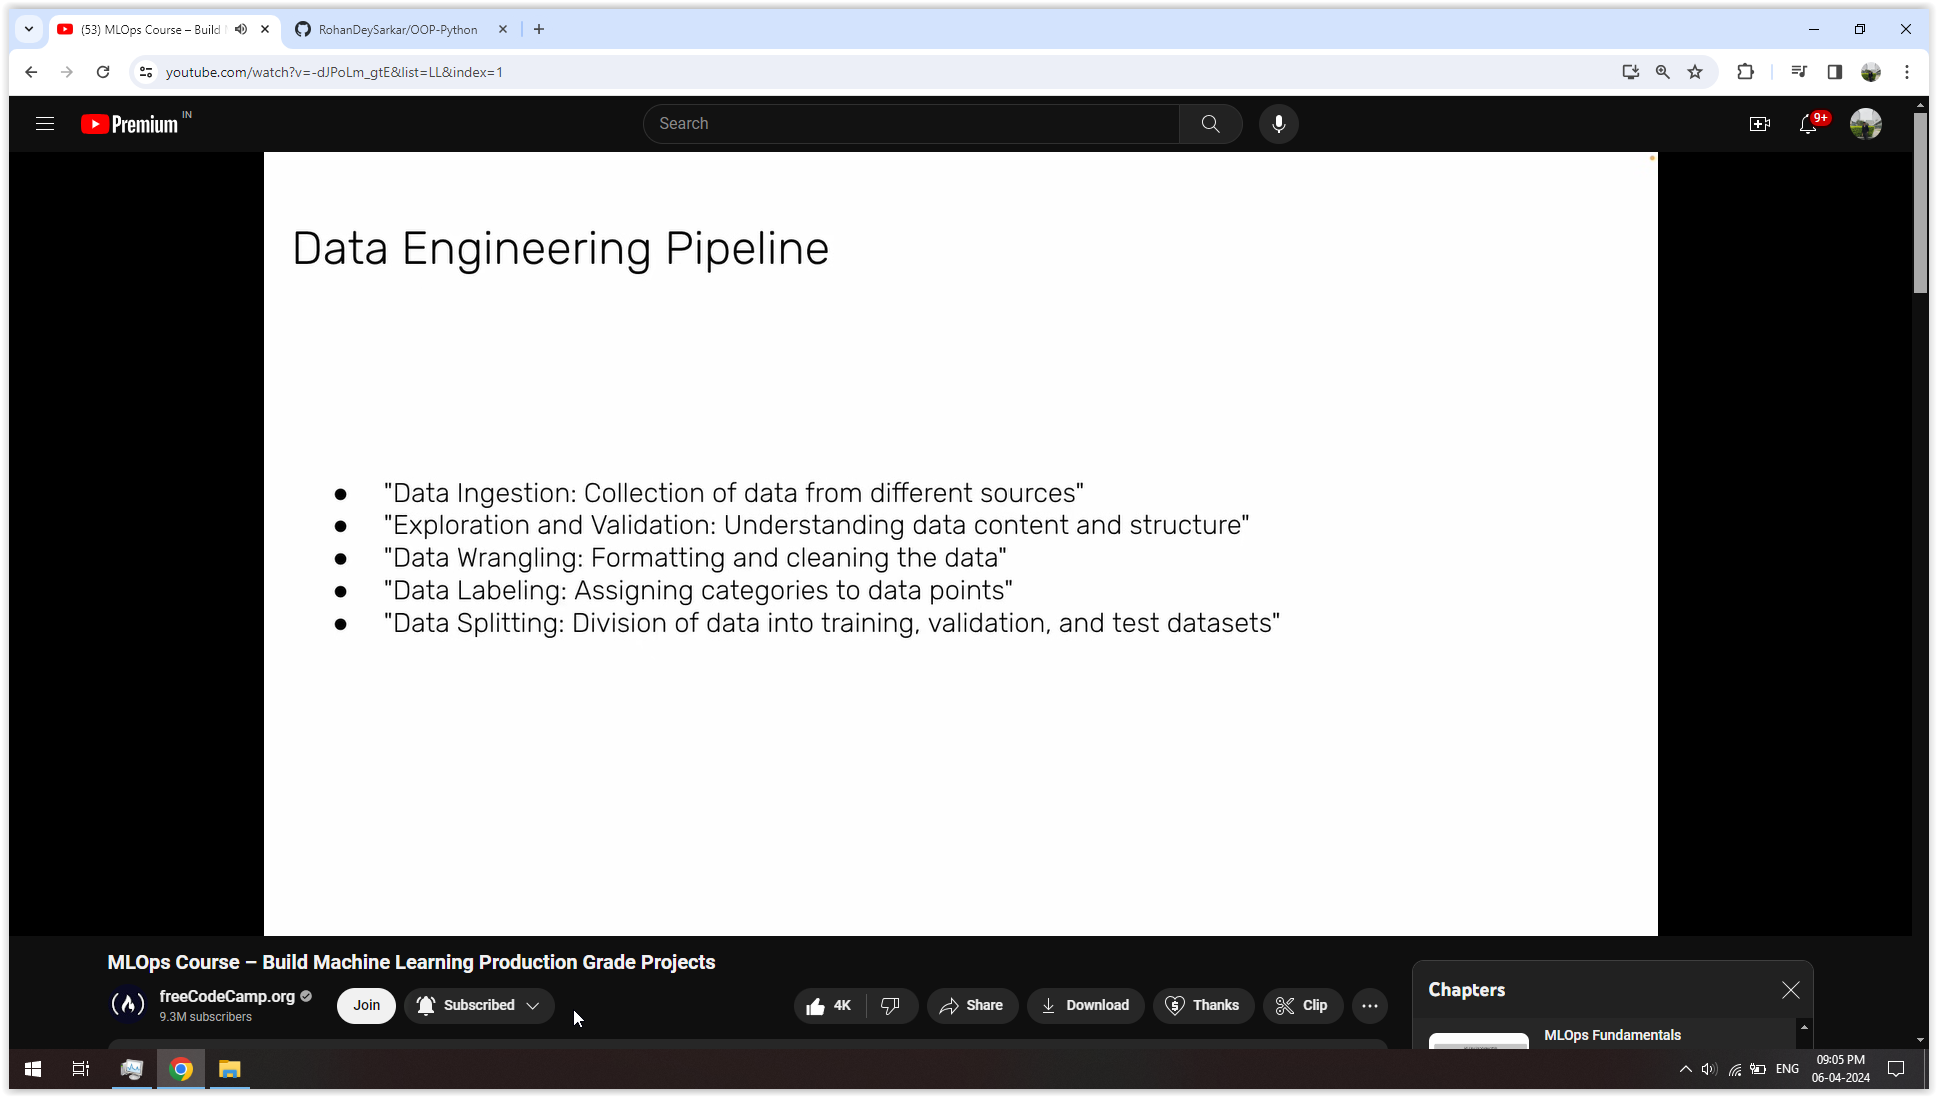 (53) MLOps Course – Build
RohanDeySarkar/OOP-Python
youtube.com/watch?v=-dJPoLm_gtE&list=LL&index=1
Premium IN
Search
9+
Data Engineering Pipeline
● "Data Ingestion: Collection of data from different sources"
● "Exploration and Validation: Understanding data content and structure"
● "Data Wrangling: Formatting and cleaning the data"
● "Data Labeling: Assigning categories to data points"
● "Data Splitting: Division of data into training, validation, and test datasets"
MLOps Course – Build Machine Learning Production Grade Projects
freeCodeCamp.org
9.3M subscribers
Join
Subscribed
4K
Share
Download
Thanks
Clip
Chapters
MLOps Fundamentals
ENG
09:05 PM
06-04-2024